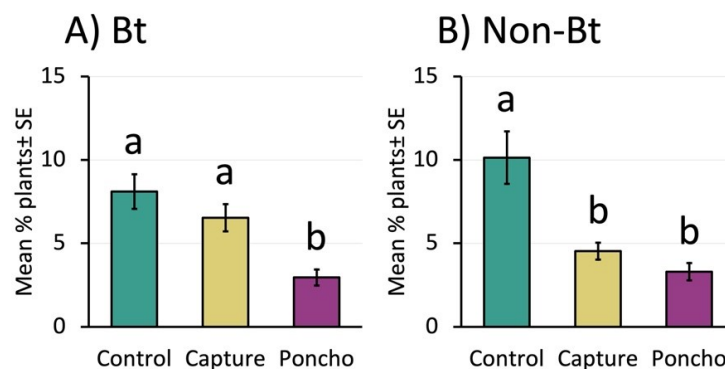 A) Bt
Mean % plants± SE
15
10
5
0
a
a
b
Control Capture Poncho
B) Non-Bt
Mean % plants± SE
15
10
5
0
a
b
b
Control Capture Poncho